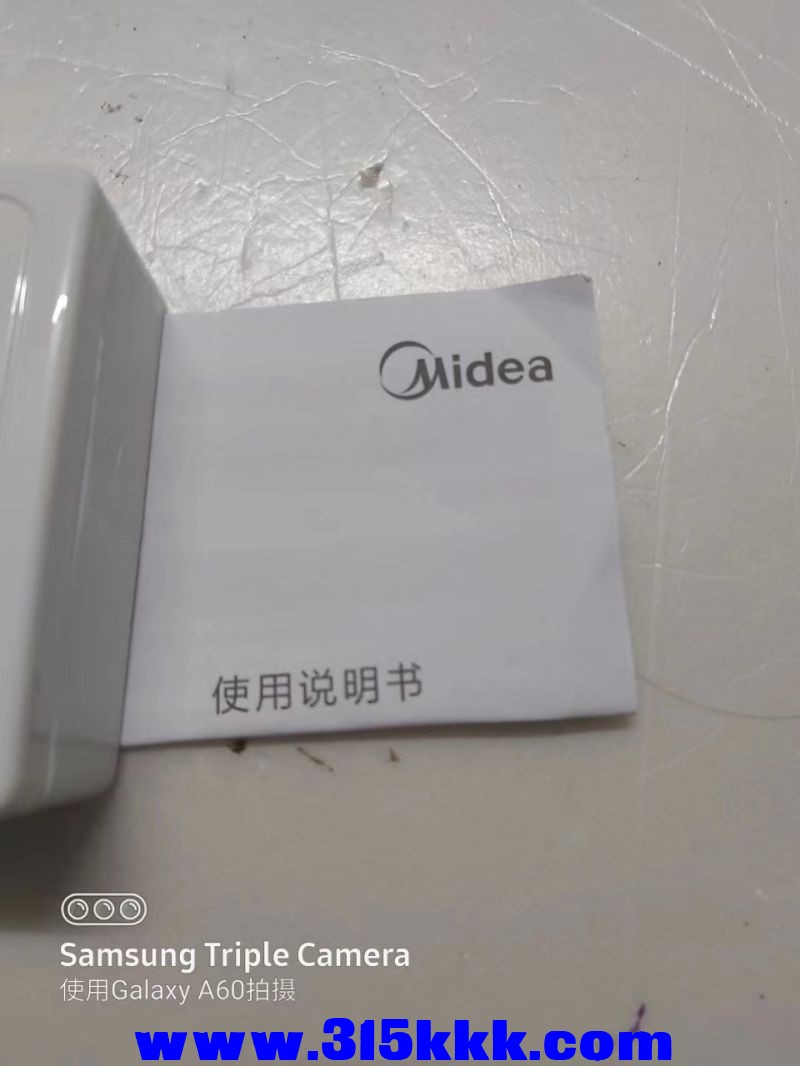 Midea
使用说明书
Samsung Triple Camera
使用Galaxy A60拍摄
www.315kkk.com